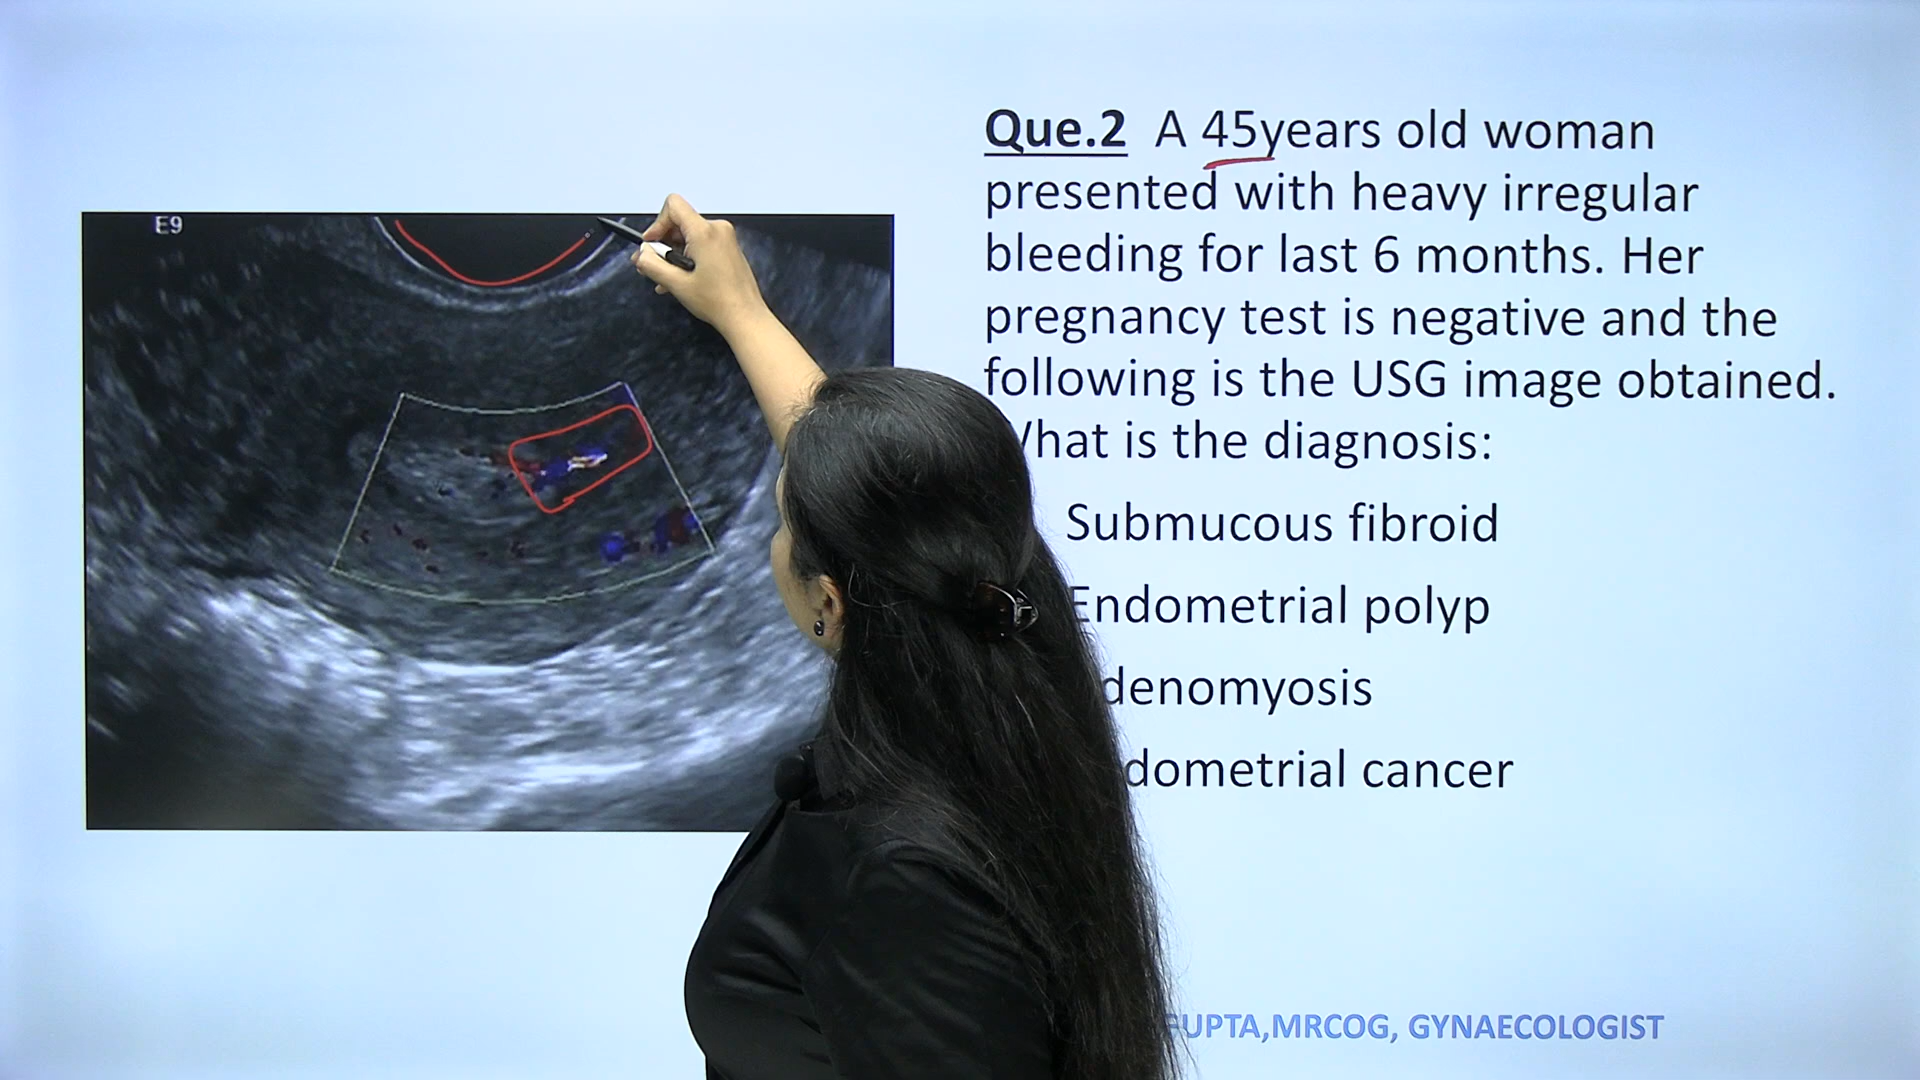 E9
Que.2 A 45years old woman
presented with heavy irregular
bleeding for last 6 months. Her
pregnancy test is negative and the
following is the USG image obtained.
hat is the diagnosis:
Submucous fibroid
Endometrial polyp
denomyosis
dometrial cancer
GUPTA,MRCOG, GYNAECOLOGIST